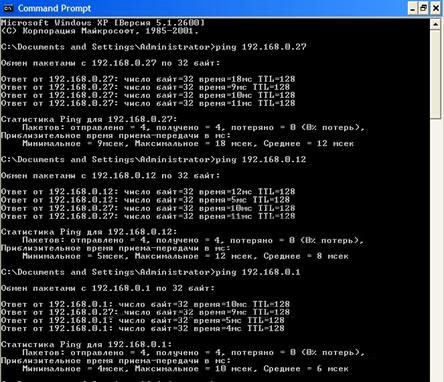 Command Prompt
Microsoft Windows XP [Версия 5.1.2600]
(C) Корпорация Майкрософт, 1985-2001.
C:\Documents and Settings\Administrator>ping 192.168.0.27
Обмен пакетами с 192.168.0.27 по 32 байт:
Ответ от 192.168.0.27: число байт=32 время=18мс TTL=128
Ответ от 192.168.0.27: число байт=32 время=9мс TTL=128
Ответ от 192.168.0.27: число байт=32 время=10мс TTL=128
Ответ от 192.168.0.27: число байт=32 время=11мс TTL=128
Статистика Ping для 192.168.0.27:
Пакетов: отправлено = 4, получено = 4, потеряно = 0 (0% потерь),
Приблизительное время приема-передачи в мс:
Минимальное = 9мсек, Максимальное = 18 мсек, Среднее = 12 мсек
C:\Documents and Settings\Administrator>ping 192.168.0.12
Обмен пакетами с 192.168.0.12 по 32 байт:
Ответ от 192.168.0.12: число байт=32 время=12мс TTL=128
Ответ от 192.168.0.12: число байт=32 время=5мс TTL=128
Ответ от 192.168.0.27: число байт=32 время=10мс TTL=128
Ответ от 192.168.0.27: число байт=32 время=11мс TTL=128
Статистика Ping для 192.168.0.12:
Пакетов: отправлено = 4, получено = 4, потеряно = 0 (0% потерь),
Приблизительное время приема-передачи в мс:
Минимальное = 5мсек, Максимальное = 12 мсек, Среднее = 8 мсек
C:\Documents and Settings\Administrator>ping 192.168.0.1
Обмен пакетами с 192.168.0.1 по 32 байт:
Ответ от 192.168.0.1: число байт=32 время=10мс TTL=128
Ответ от 192.168.0.27: число байт=32 время=9мс TTL=128
Ответ от 192.168.0.1: число байт=32 время=5мс TTL=128
Ответ от 192.168.0.1: число байт=32 время=4мс TTL=128
Статистика Ping для 192.168.0.1:
Пакетов: отправлено = 4, получено = 4, потеряно = 0 (0% потерь),
Приблизительное время приема-передачи в мс:
Минимальное = 4мсек, Максимальное = 10 мсек, Среднее = 6 мсек